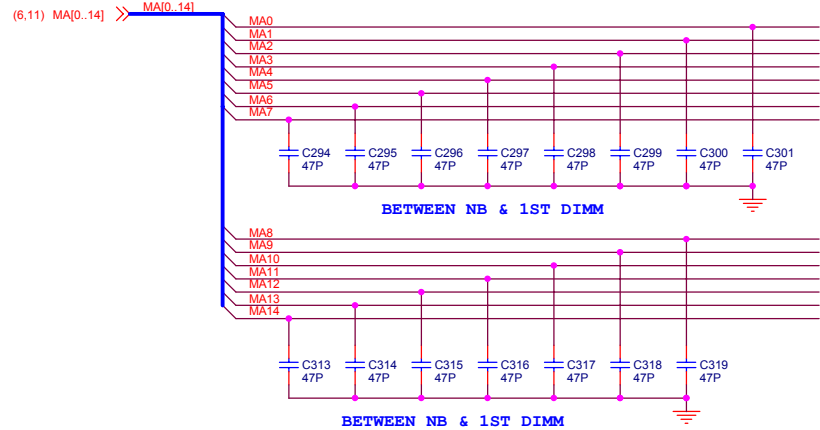 (6,11) MA[0..14] MA[0..14]
MA0
MA1
MA2
MA3
MA4
MA5
MA6
MA7
C294 C295 C296 C297 C298 C299 C300 C301
47P 47P 47P 47P 47P 47P 47P 47P
BETWEEN NB & 1ST DIMM
MA8
MA9
MA10
MA11
MA12
MA13
MA14
C313 C314 C315 C316 C317 C318 C319
47P 47P 47P 47P 47P 47P 47P
BETWEEN NB & 1ST DIMM